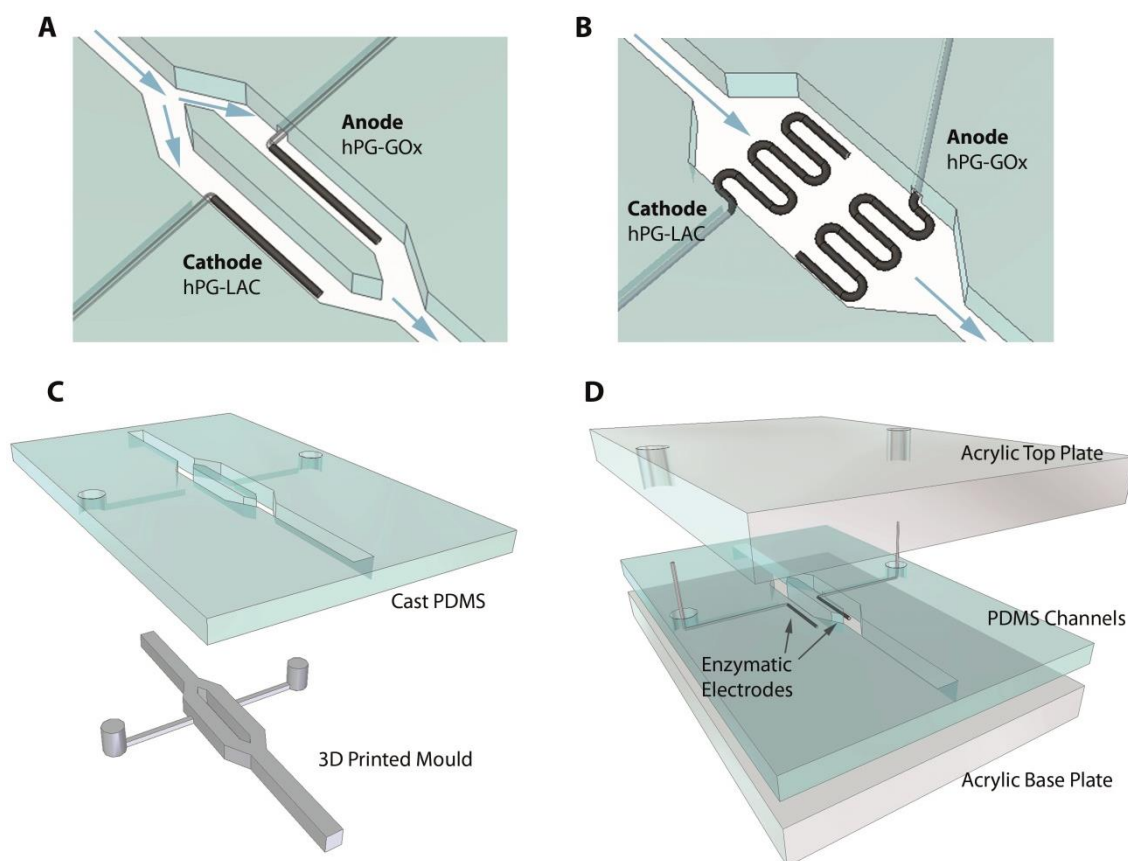 A
Anode
hPG-GOx
Cathode
hPG-LAC
B
Anode
hPG-GOx
Cathode
hPG-LAC
C
Cast PDMS
3D Printed Mould
D
Acrylic Top Plate
PDMS Channels
Enzymatic
Electrodes
Acrylic Base Plate